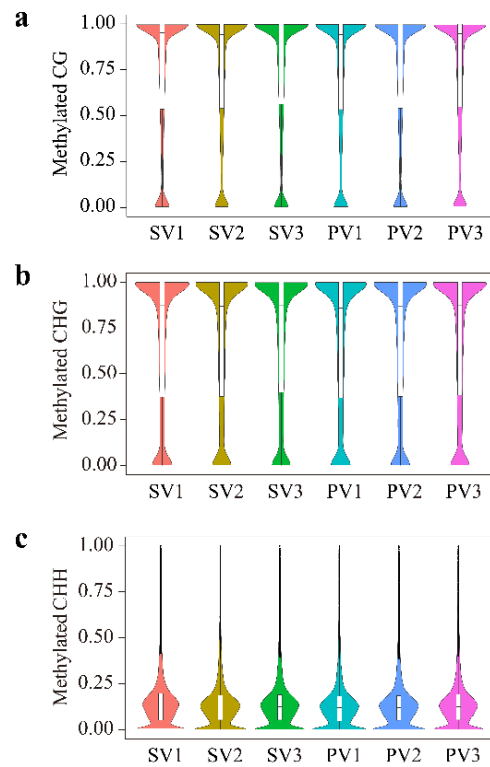 a
Methylated CG
1.00
0.75
0.50
0.25
0.00
SV1 SV2 SV3 PV1 PV2 PV3
b
Methylated CHG
1.00
0.75
0.50
0.25
0.00
SV1 SV2 SV3 PV1 PV2 PV3
c
Methylated CHH
1.00
0.75
0.50
0.25
0.00
SV1 SV2 SV3 PV1 PV2 PV3